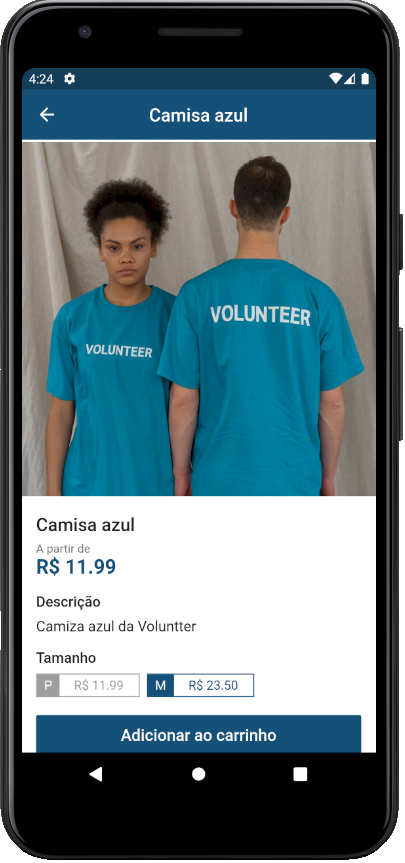 4:24
Camisa azul
VOLUNTEER
VOLUNTEER
Camisa azul
A partir de
R$ 11.99
Descrição
Camiza azul da Voluntter
Tamanho
P R$ 11.99 M R$ 23.50
Adicionar ao carrinho